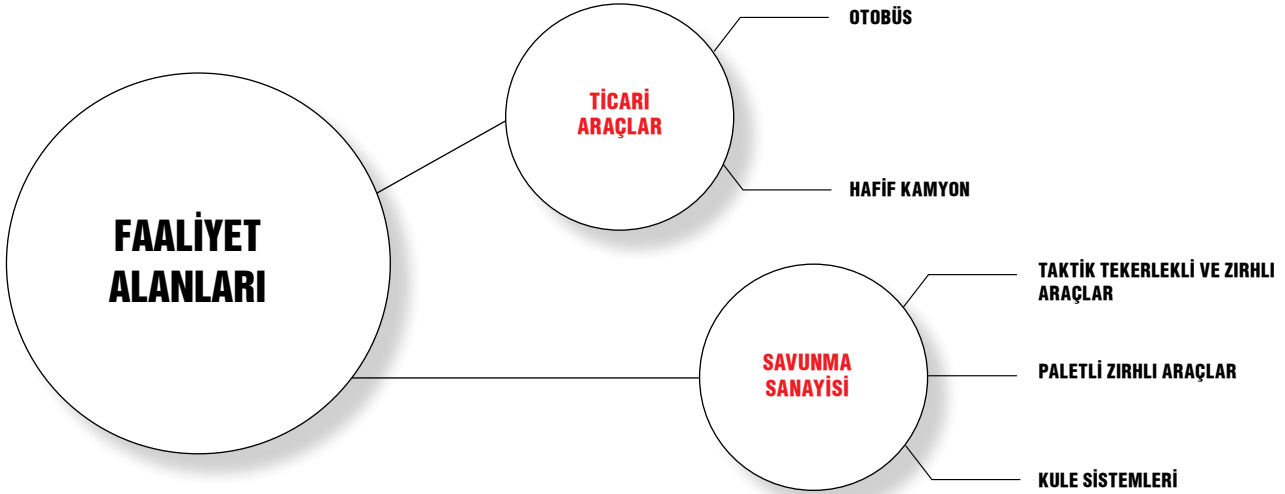 FAALİYET
ALANLARI
TİCARİ
ARAÇLAR
OTOBÜS
HAFİF KAMYON
SAVUNMA
SANAYİSİ
TAKTİK TEKERLEKLİ VE ZIRHLI
ARAÇLAR
PALETLİ ZIRHLI ARAÇLAR
KULE SİSTEMLERİ